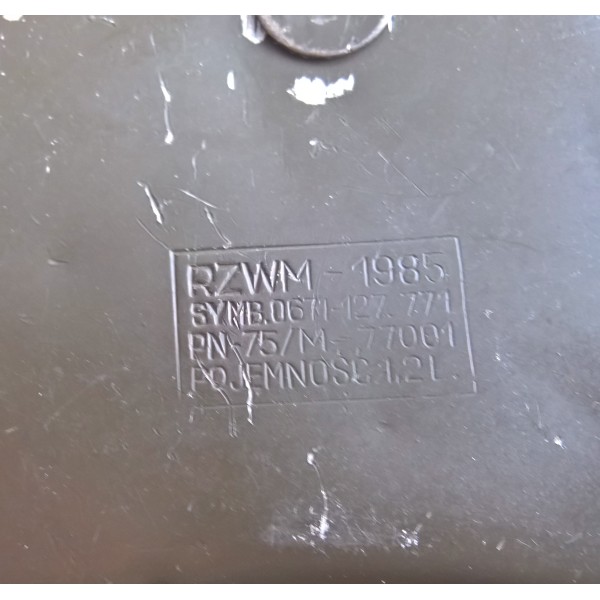 RZWM - 1985
SYMB.0671-127.771
PN-75/M-77001
POJEMNOŚĆ 1.2l.